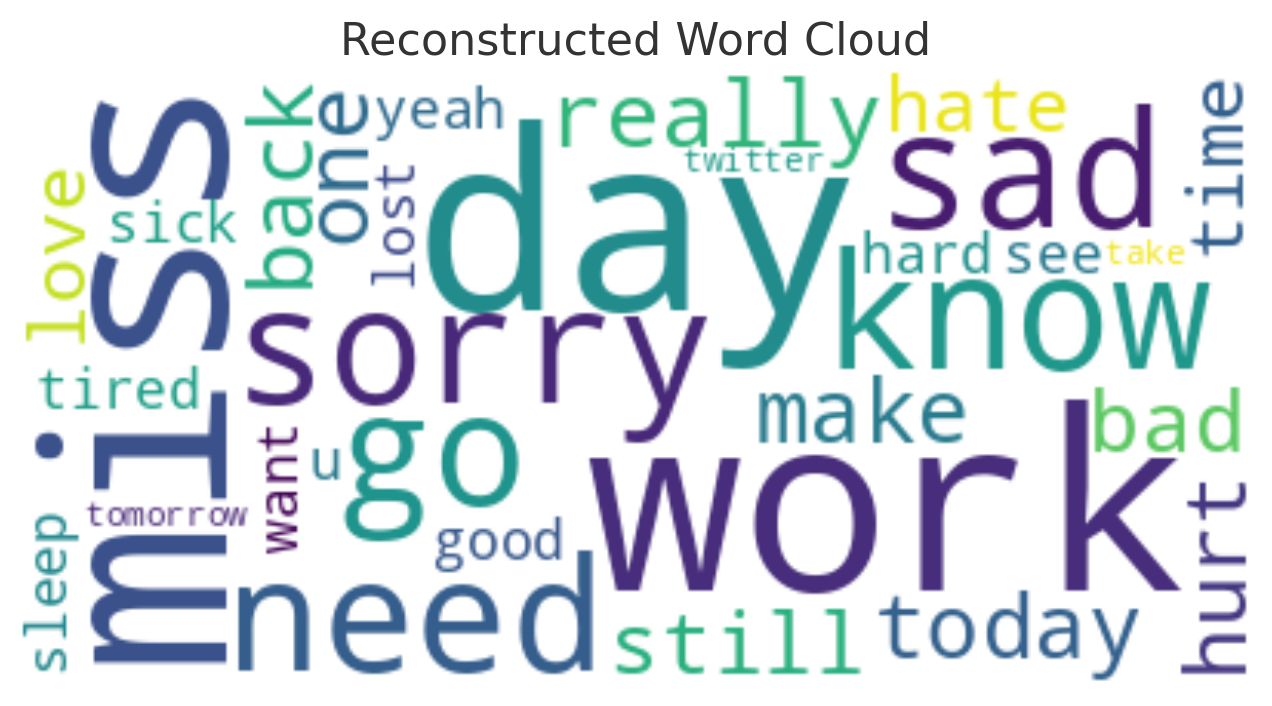 Reconstructed Word Cloud
miss
day
work
sorry
sad
know
need
go
really
hate
back
one
yeah
twitter
time
love
sick
lost
hard
see
take
tired
make
bad
want
u
good
tomorrow
sleep
still
today
hurt